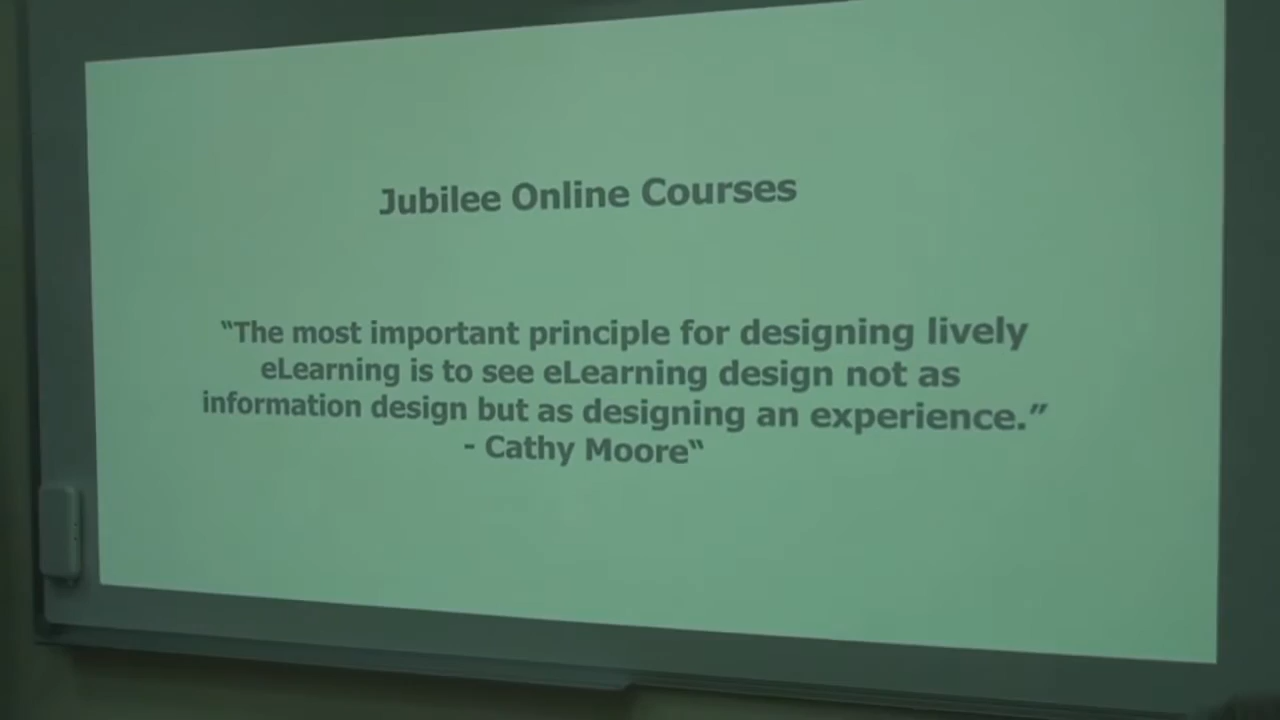 Jubilee Online Courses
“The most important principle for designing lively
eLearning is to see eLearning design not as
information design but as designing an experience.”
- Cathy Moore“